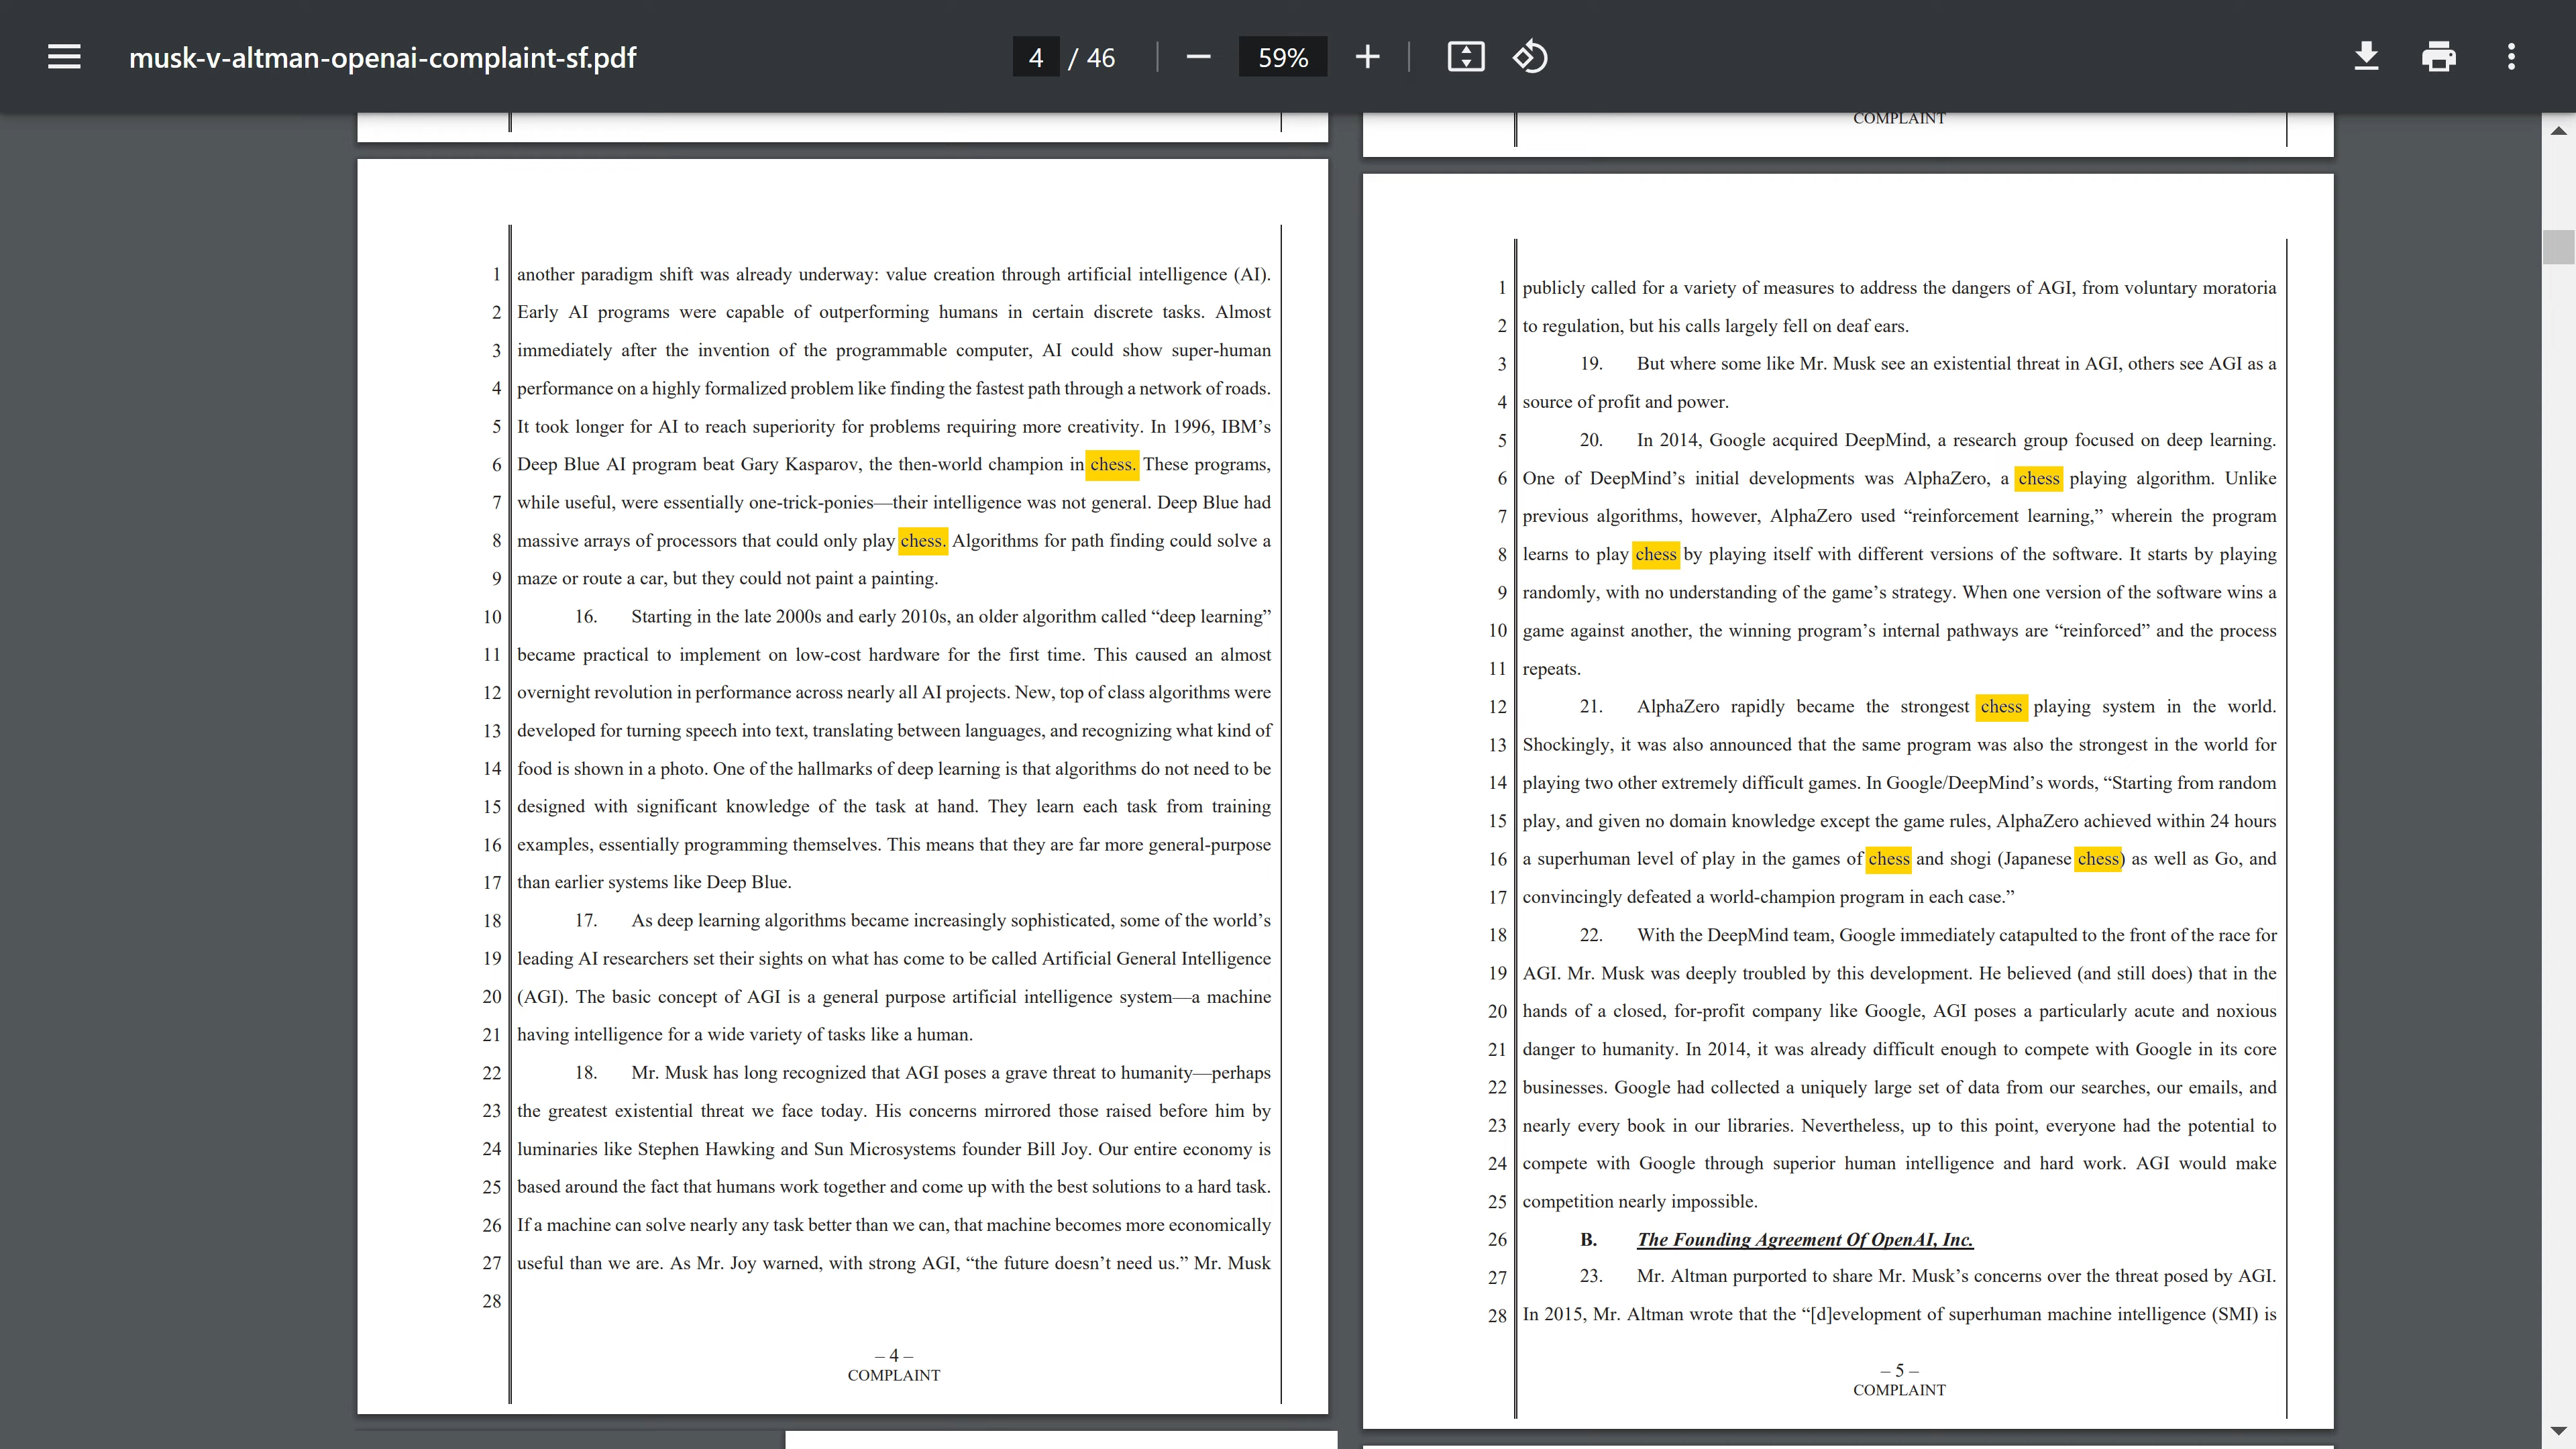 musk-v-altman-openai-complaint-sf.pdf
4 / 46
59%
COMPLAINT
1 another paradigm shift was already underway: value creation through artificial intelligence (AI).
2 Early AI programs were capable of outperforming humans in certain discrete tasks. Almost
3 immediately after the invention of the programmable computer, AI could show super-human
4 performance on a highly formalized problem like finding the fastest path through a network of roads.
5 It took longer for AI to reach superiority for problems requiring more creativity. In 1996, IBM’s
6 Deep Blue AI program beat Gary Kasparov, the then-world champion in chess. These programs,
7 while useful, were essentially one-trick-ponies—their intelligence was not general. Deep Blue had
8 massive arrays of processors that could only play chess. Algorithms for path finding could solve a
9 maze or route a car, but they could not paint a painting.
10 16. Starting in the late 2000s and early 2010s, an older algorithm called “deep learning”
11 became practical to implement on low-cost hardware for the first time. This caused an almost
12 overnight revolution in performance across nearly all AI projects. New, top of class algorithms were
13 developed for turning speech into text, translating between languages, and recognizing what kind of
14 food is shown in a photo. One of the hallmarks of deep learning is that algorithms do not need to be
15 designed with significant knowledge of the task at hand. They learn each task from training
16 examples, essentially programming themselves. This means that they are far more general-purpose
17 than earlier systems like Deep Blue.
18 17. As deep learning algorithms became increasingly sophisticated, some of the world’s
19 leading AI researchers set their sights on what has come to be called Artificial General Intelligence
20 (AGI). The basic concept of AGI is a general purpose artificial intelligence system—a machine
21 having intelligence for a wide variety of tasks like a human.
22 18. Mr. Musk has long recognized that AGI poses a grave threat to humanity—perhaps
23 the greatest existential threat we face today. His concerns mirrored those raised before him by
24 luminaries like Stephen Hawking and Sun Microsystems founder Bill Joy. Our entire economy is
25 based around the fact that humans work together and come up with the best solutions to a hard task.
26 If a machine can solve nearly any task better than we can, that machine becomes more economically
27 useful than we are. As Mr. Joy warned, with strong AGI, “the future doesn’t need us.” Mr. Musk
28
– 4 –
COMPLAINT
1 publicly called for a variety of measures to address the dangers of AGI, from voluntary moratoria
2 to regulation, but his calls largely fell on deaf ears.
3 19. But where some like Mr. Musk see an existential threat in AGI, others see AGI as a
4 source of profit and power.
5 20. In 2014, Google acquired DeepMind, a research group focused on deep learning.
6 One of DeepMind’s initial developments was AlphaZero, a chess playing algorithm. Unlike
7 previous algorithms, however, AlphaZero used “reinforcement learning,” wherein the program
8 learns to play chess by playing itself with different versions of the software. It starts by playing
9 randomly, with no understanding of the game’s strategy. When one version of the software wins a
10 game against another, the winning program’s internal pathways are “reinforced” and the process
11 repeats.
12 21. AlphaZero rapidly became the strongest chess playing system in the world.
13 Shockingly, it was also announced that the same program was also the strongest in the world for
14 playing two other extremely difficult games. In Google/DeepMind’s words, “Starting from random
15 play, and given no domain knowledge except the game rules, AlphaZero achieved within 24 hours
16 a superhuman level of play in the games of chess and shogi (Japanese chess) as well as Go, and
17 convincingly defeated a world-champion program in each case.”
18 22. With the DeepMind team, Google immediately catapulted to the front of the race for
19 AGI. Mr. Musk was deeply troubled by this development. He believed (and still does) that in the
20 hands of a closed, for-profit company like Google, AGI poses a particularly acute and noxious
21 danger to humanity. In 2014, it was already difficult enough to compete with Google in its core
22 businesses. Google had collected a uniquely large set of data from our searches, our emails, and
23 nearly every book in our libraries. Nevertheless, up to this point, everyone had the potential to
24 compete with Google through superior human intelligence and hard work. AGI would make
25 competition nearly impossible.
26 B. The Founding Agreement Of OpenAI, Inc.
27 23. Mr. Altman purported to share Mr. Musk’s concerns over the threat posed by AGI.
28 In 2015, Mr. Altman wrote that the “[d]evelopment of superhuman machine intelligence (SMI) is
– 5 –
COMPLAINT